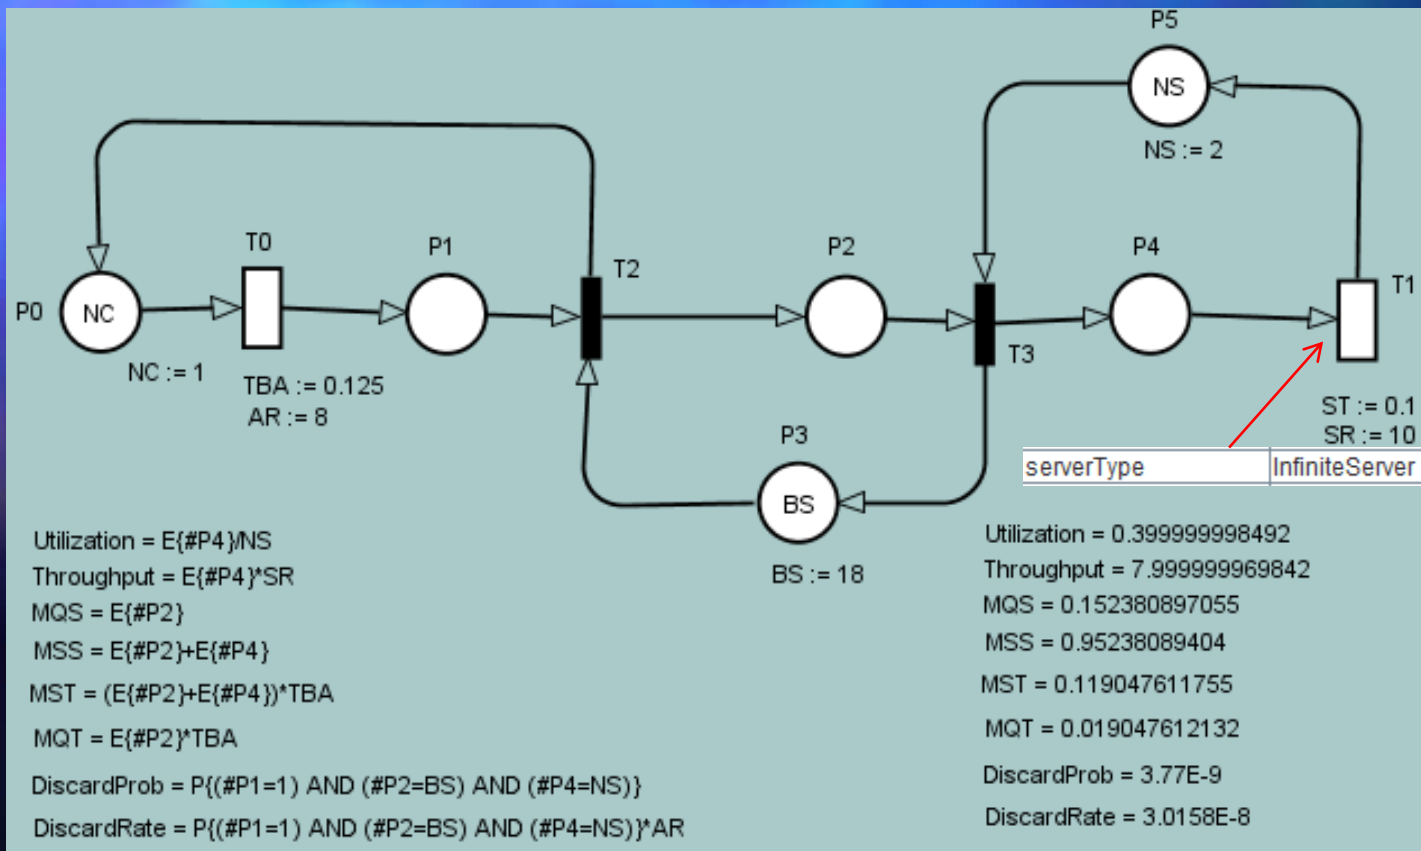 P5
NS
NS := 2
T0
P1
T2
P2
P4
T1
P0
NC
T3
NC := 1
TBA := 0.125
AR := 8
ST := 0.1
SR := 10
P3
serverType
InfiniteServer
BS
BS := 18
Utilization = E{#P4}/NS
Throughput = E{#P4}*SR
MQS = E{#P2}
MSS = E{#P2}+E{#P4}
MST = (E{#P2}+E{#P4})*TBA
MQT = E{#P2}*TBA
DiscardProb = P{(#P1=1) AND (#P2=BS) AND (#P4=NS)}
DiscardRate = P{(#P1=1) AND (#P2=BS) AND (#P4=NS)}*AR
Utilization = 0.399999998492
Throughput = 7.999999969842
MQS = 0.152380897055
MSS = 0.95238089404
MST = 0.119047611755
MQT = 0.019047612132
DiscardProb = 3.77E-9
DiscardRate = 3.0158E-8